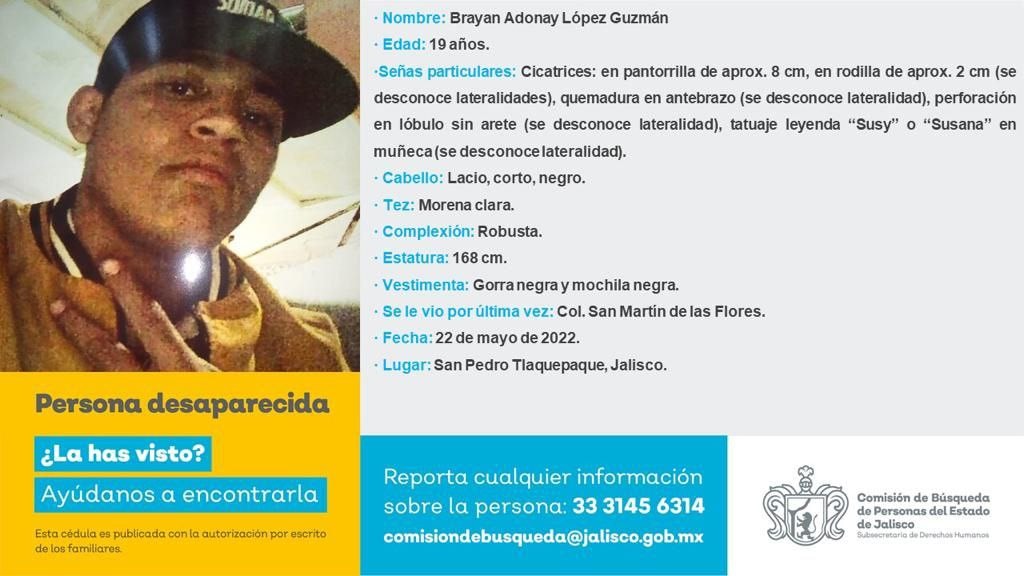 · Nombre: Brayan Adonay López Guzmán
· Edad: 19 años.
·Señas particulares: Cicatrices: en pantorrilla de aprox. 8 cm, en rodilla de aprox. 2 cm (se
desconoce lateralidades), quemadura en antebrazo (se desconoce lateralidad), perforación
en lóbulo sin arete (se desconoce lateralidad), tatuaje leyenda “Susy” o “Susana” en
muñeca (se desconoce lateralidad).
· Cabello: Lacio, corto, negro.
· Tez: Morena clara.
· Complexión: Robusta.
· Estatura: 168 cm.
· Vestimenta: Gorra negra y mochila negra.
· Se le vio por última vez: Col. San Martín de las Flores.
· Fecha: 22 de mayo de 2022.
· Lugar: San Pedro Tlaquepaque, Jalisco.
Persona desaparecida
¿La has visto?
Ayúdanos a encontrarla
Esta cédula es publicada con la autorización por escrito
de los familiares.
Reporta cualquier información
sobre la persona: 33 3145 6314
comisiondebusqueda@jalisco.gob.mx
Comisión de Búsqueda
de Personas del Estado
de Jalisco
Subsecretaría de Derechos Humanos